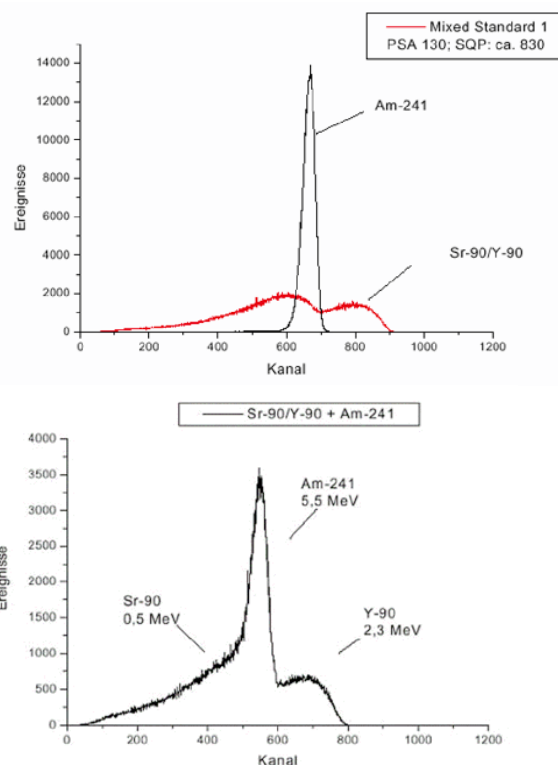 Mixed Standard 1
PSA 130; SQP: ca. 830
14000
12000
10000
8000
6000
4000
2000
0
Ereignisse
Am-241
Sr-90/Y-90
0 200 400 600 800 1000 1200
Kanal
Sr-90/Y-90 + Am-241
4000
3500
3000
2500
2000
1500
1000
500
0
Ereignisse
Am-241
5,5 MeV
Sr-90
0,5 MeV
Y-90
2,3 MeV
0 200 400 600 800 1000 1200
Kanal